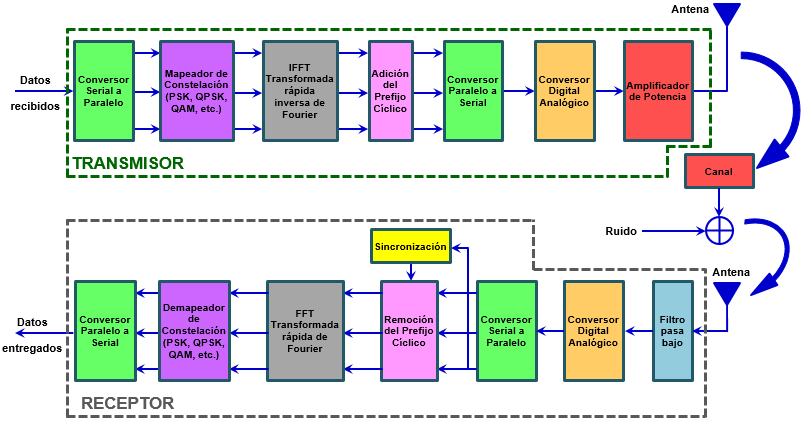 Antena
Datos
recibidos
Conversor
Serial a
Paralelo
Mapeador de
Constelación
(PSK, QPSK,
QAM, etc.)
IFFT
Transformada
rápida
inversa de
Fourier
Adición
del
Prefijo
Cíclico
Conversor
Paralelo a
Serial
Conversor
Digital
Analógico
Amplificador
de Potencia
TRANSMISOR
Canal
Ruido
Antena
Sincronización
Datos
entregados
Conversor
Paralelo a
Serial
Demapeador
de
Constelación
(PSK, QPSK,
QAM, etc.)
FFT
Transformada
rápida de
Fourier
Remoción
del Prefijo
Cíclico
Conversor
Serial a
Paralelo
Conversor
Digital
Analógico
Filtro
pasa
bajo
RECEPTOR